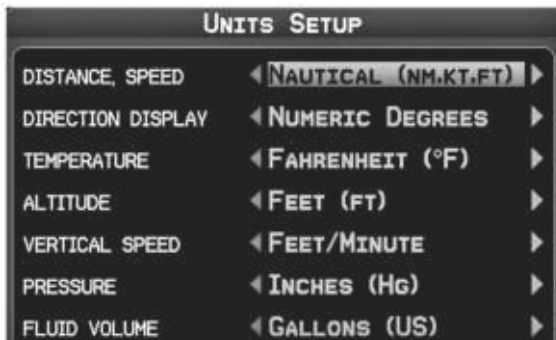 UNITS SETUP
DISTANCE, SPEED NAUTICAL (NM.KT.FT)
DIRECTION DISPLAY NUMERIC DEGREES
TEMPERATURE FAHRENHEIT (°F)
ALTITUDE FEET (FT)
VERTICAL SPEED FEET/MINUTE
PRESSURE INCHES (HG)
FLUID VOLUME GALLONS (US)